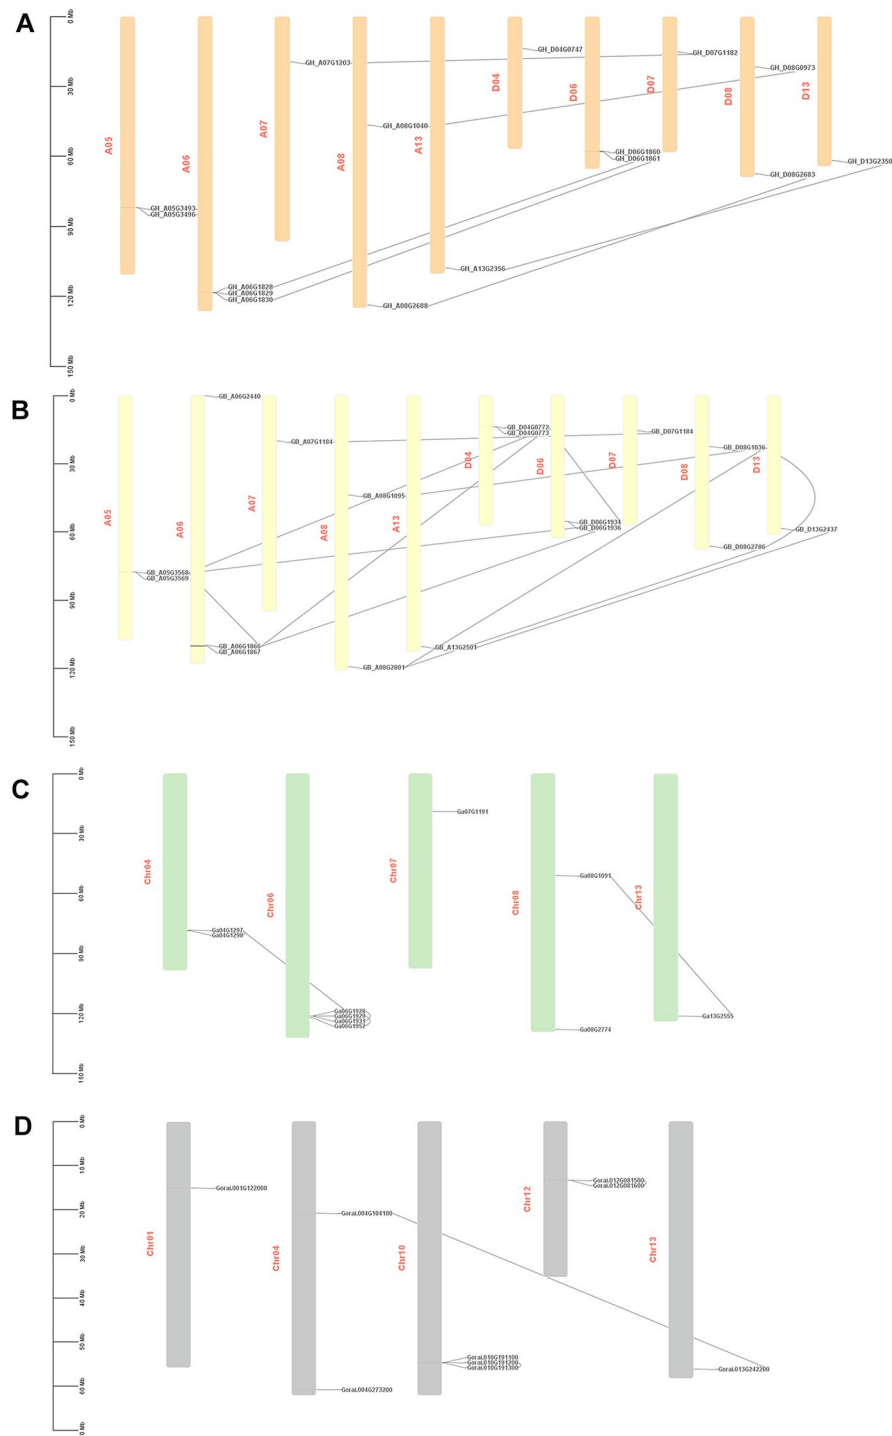 A
0 Mb
30 Mb
60 Mb
90 Mb
120 Mb
150 Mb
A05
A06
A07
A08
A13
D04
D06
D07
D08
D13
GH_A05G3493
GH_A05G3496
GH_A06G1828
GH_A06G1829
GH_A06G1830
GH_A07G1203
GH_A08G1040
GH_A08G2688
GH_A13G2356
GH_D04G0747
GH_D06G1860
GH_D06G1861
GH_D07G1182
GH_D08G0973
GH_D08G2683
GH_D13G2350
B
0 Mb
30 Mb
60 Mb
90 Mb
120 Mb
150 Mb
A05
A06
A07
A08
A13
D04
D06
D07
D08
D13
GB_A05G3568
GB_A05G3569
GB_A06G2440
GB_A06G1866
GB_A06G1867
GB_A07G1184
GB_A08G1095
GB_A08G2801
GB_A13G2501
GB_D04G0772
GB_D04G0773
GB_D06G1934
GB_D06G1936
GB_D07G1184
GB_D08G1036
GB_D08G2786
GB_D13G2437
C
0 Mb
30 Mb
60 Mb
90 Mb
120 Mb
150 Mb
Chr04
Chr06
Chr07
Chr08
Chr13
Ga04G1297
Ga04G1298
Ga06G1928
Ga06G1929
Ga06G1931
Ga06G1952
Ga07G1191
Ga08G1091
Ga08G2774
Ga13G2555
D
0 Mb
10 Mb
20 Mb
30 Mb
40 Mb
50 Mb
60 Mb
0 Mb
Chr01
Chr04
Chr10
Chr12
Chr13
Gorai.001G122000
Gorai.004G104100
Gorai.004G273200
Gorai.010G191100
Gorai.010G191200
Gorai.010G191300
Gorai.012G081500
Gorai.012G081600
Gorai.013G242200